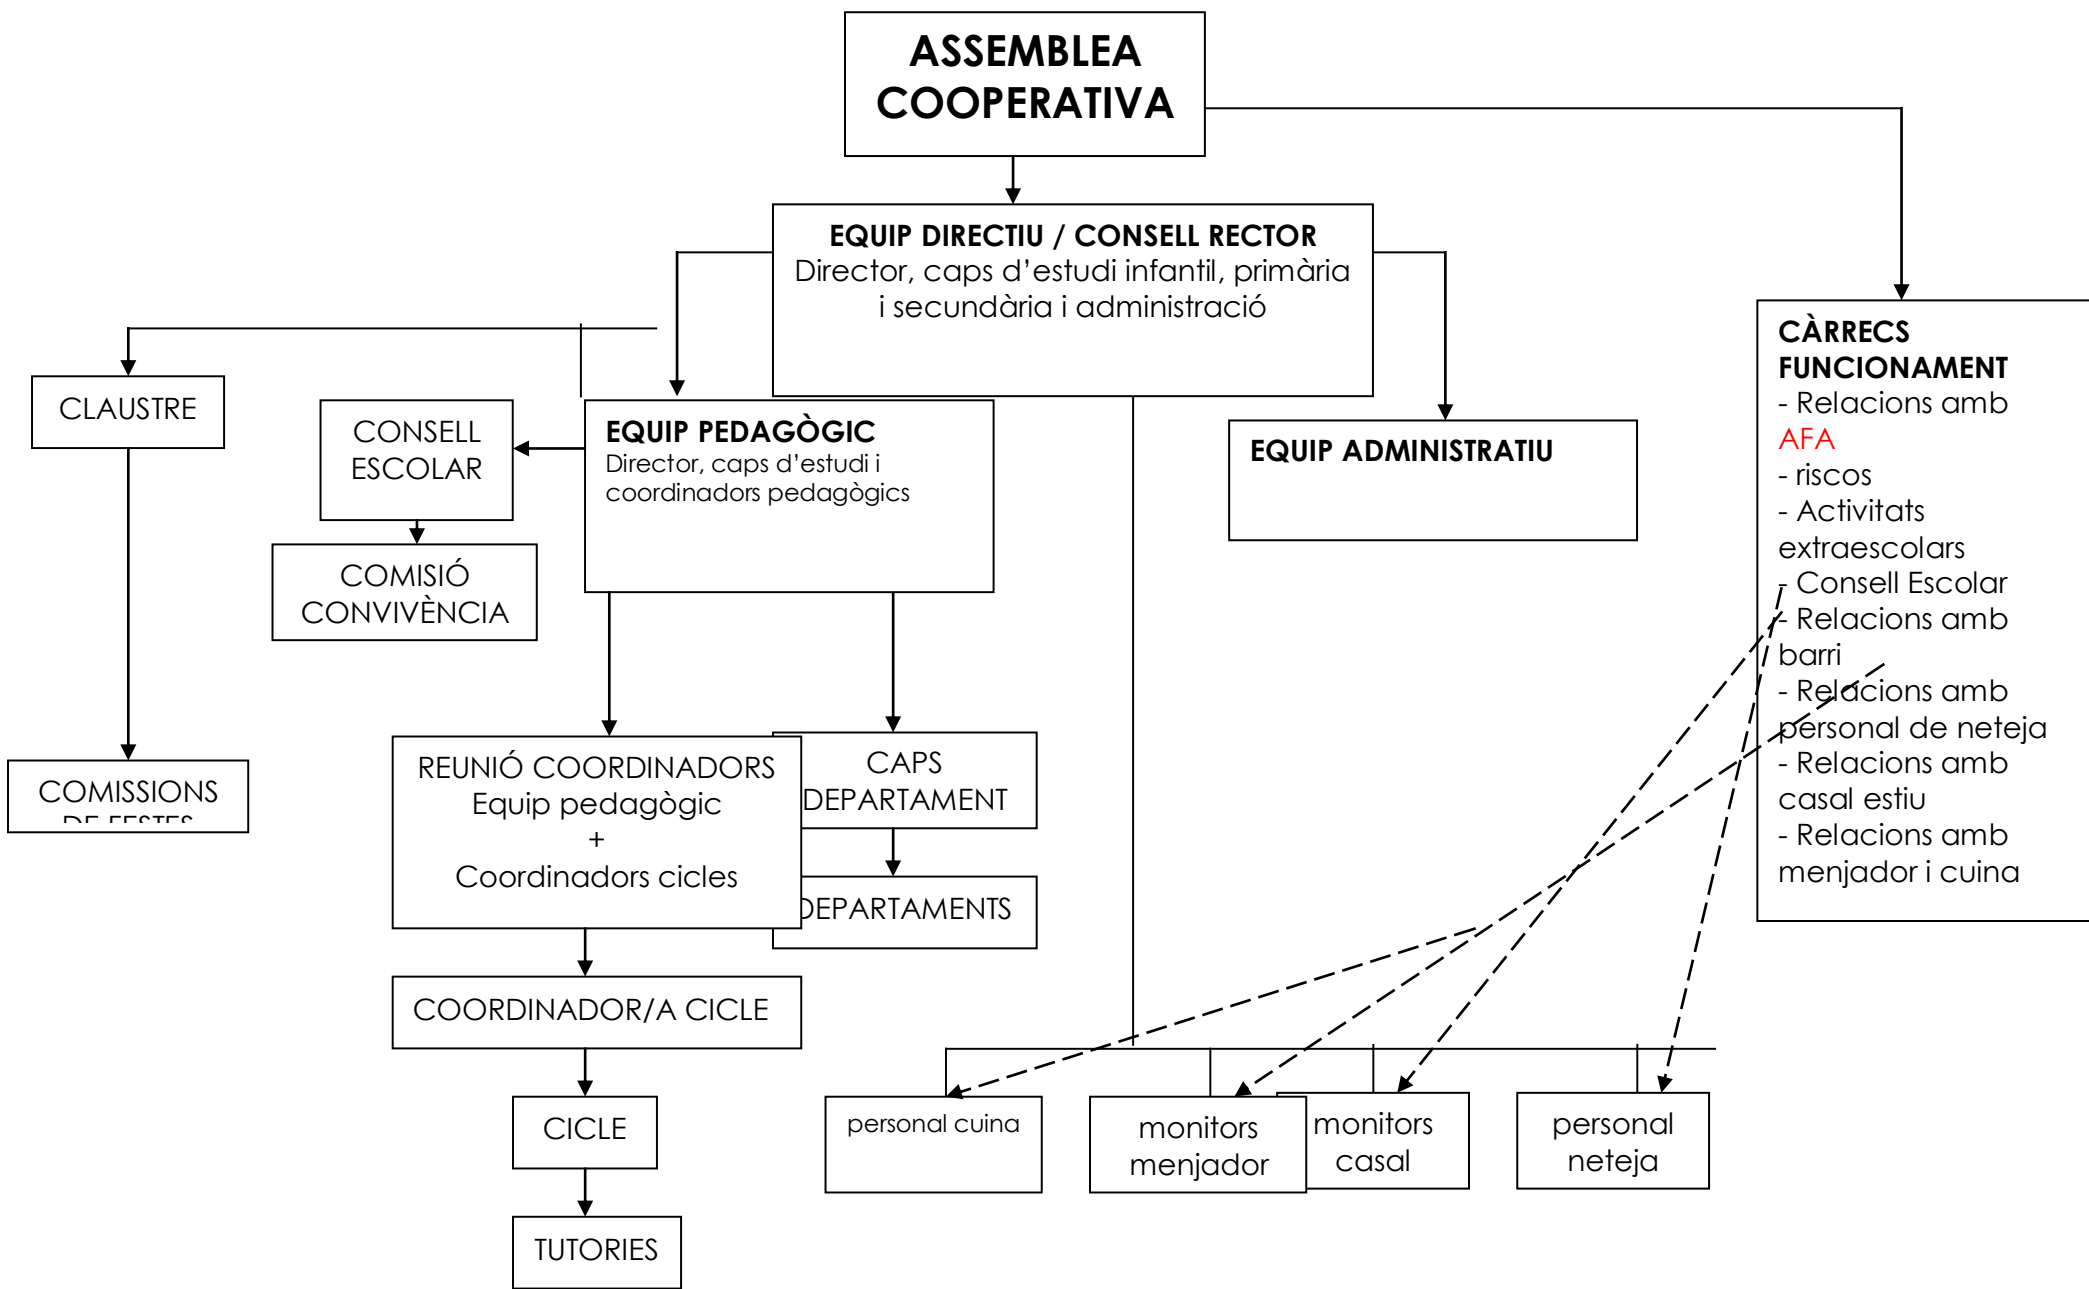 ASSEMBLEA
COOPERATIVA
EQUIP DIRECTIU / CONSELL RECTOR
Director, caps d'estudi infantil, primària
i secundària i administració
CLAUSTRE
COMISSIONS
DE FESTES
CONSELL
ESCOLAR
COMISIÓ
CONVIVÈNCIA
EQUIP PEDAGÒGIC
Director, caps d'estudi i
coordinadors pedagògics
EQUIP ADMINISTRATIU
CÀRRECS
FUNCIONAMENT
- Relacions amb
AFA
- riscos
- Activitats
extraescolars
- Consell Escolar
- Relacions amb
barri
- Relacions amb
personal de neteja
- Relacions amb
casal estiu
- Relacions amb
menjador i cuina
REUNIÓ COORDINADORS
Equip pedagògic
+
Coordinadors cicles
CAPS
DEPARTAMENT
DEPARTAMENTS
COORDINADOR/A CICLE
CICLE
TUTORIES
personal cuina
monitors
menjador
monitors
casal
personal
neteja